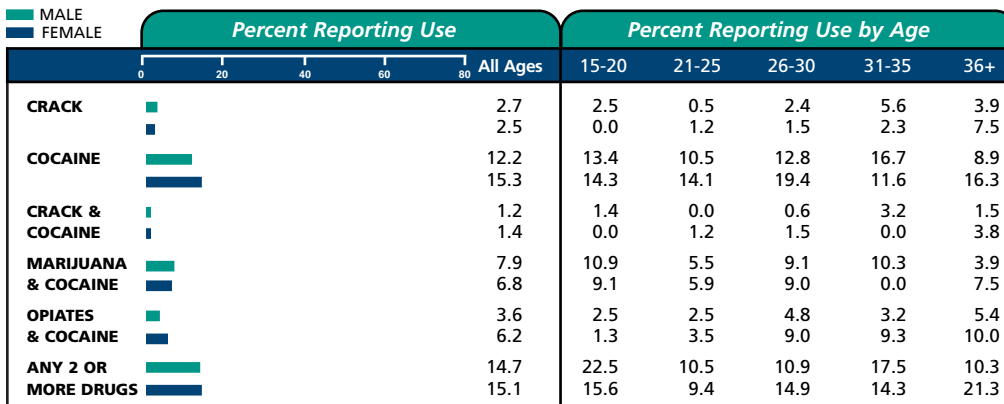 MALE
FEMALE
Percent Reporting Use Percent Reporting Use by Age
0 20 40 60 80 All Ages 15-20 21-25 26-30 31-35 36+
CRACK 2.7 2.5 0.5 2.4 5.6 3.9
2.5 0.0 1.2 1.5 2.3 7.5
COCAINE 12.2 13.4 10.5 12.8 16.7 8.9
15.3 14.3 14.1 19.4 11.6 16.3
CRACK & 1.2 1.4 0.0 0.6 3.2 1.5
COCAINE 1.4 0.0 1.2 1.5 0.0 3.8
MARIJUANA 7.9 10.9 5.5 9.1 10.3 3.9
& COCAINE 6.8 9.1 5.9 9.0 0.0 7.5
OPIATES 3.6 2.5 2.5 4.8 3.2 5.4
& COCAINE 6.2 1.3 3.5 9.0 9.3 10.0
ANY 2 OR 14.7 22.5 10.5 10.9 17.5 10.3
MORE DRUGS 15.1 15.6 9.4 14.9 14.3 21.3